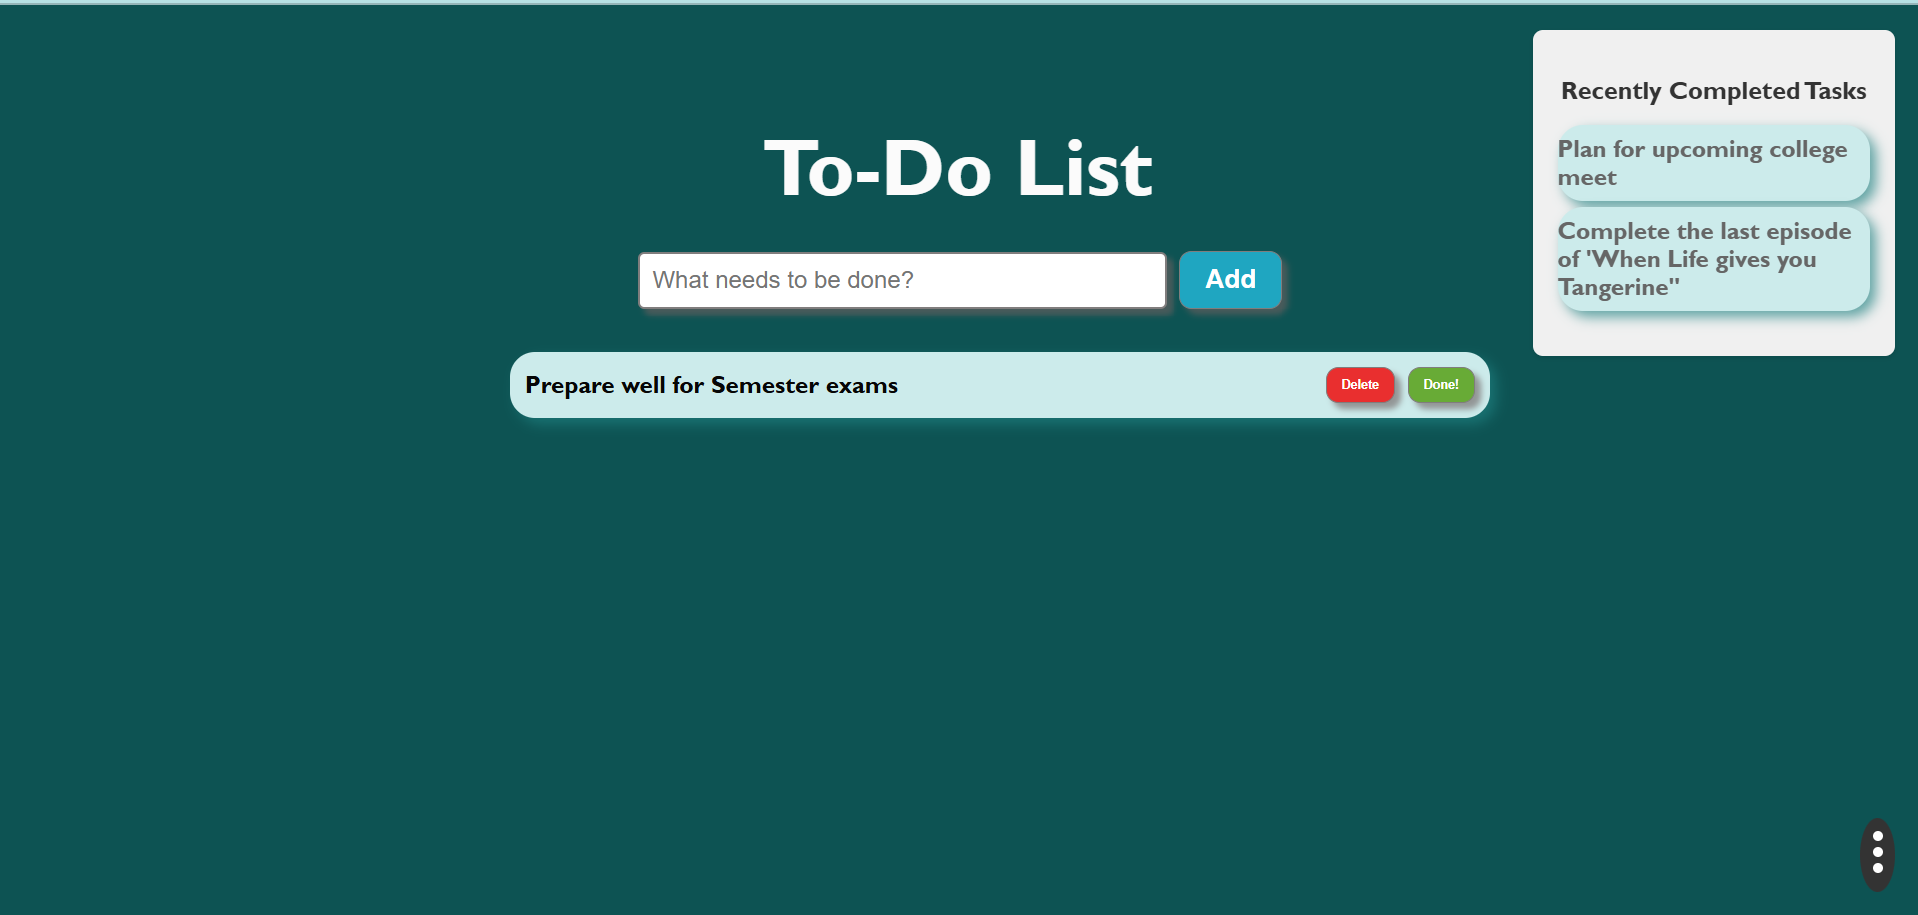 To-Do List
What needs to be done?
Add
Prepare well for Semester exams
Delete
Done!
Recently Completed Tasks
Plan for upcoming college
meet
Complete the last episode
of 'When Life gives you
Tangerine"